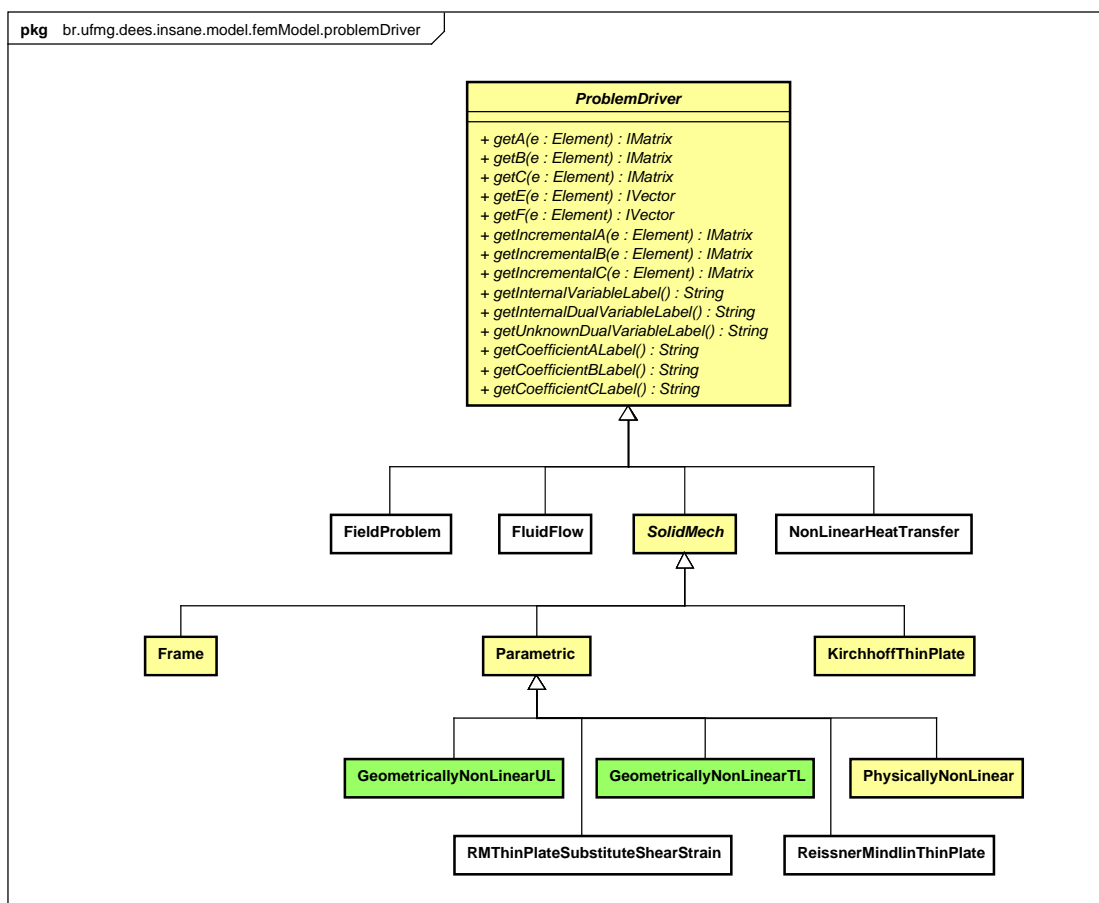 pkg br.ufmg.dees.insane.model.femModel.problemDriver
ProblemDriver
+ getA(e : Element) : IMatrix
+ getB(e : Element) : IMatrix
+ getC(e : Element) : IMatrix
+ getE(e : Element) : IVector
+ getF(e : Element) : IVector
+ getIncrementalA(e : Element) : IMatrix
+ getIncrementalB(e : Element) : IMatrix
+ getIncrementalC(e : Element) : IMatrix
+ getInternalVariableLabel() : String
+ getInternalDualVariableLabel() : String
+ getUnknownDualVariableLabel() : String
+ getCoefficientALabel() : String
+ getCoefficientBLabel() : String
+ getCoefficientCLabel() : String
FieldProblem FluidFlow SolidMech NonLinearHeatTransfer
Frame Parametric KirchhoffThinPlate
GeometricallyNonLinearUL GeometricallyNonLinearTL PhysicallyNonLinear
RMThinPlateSubstituteShearStrain ReissnerMindlinThinPlate